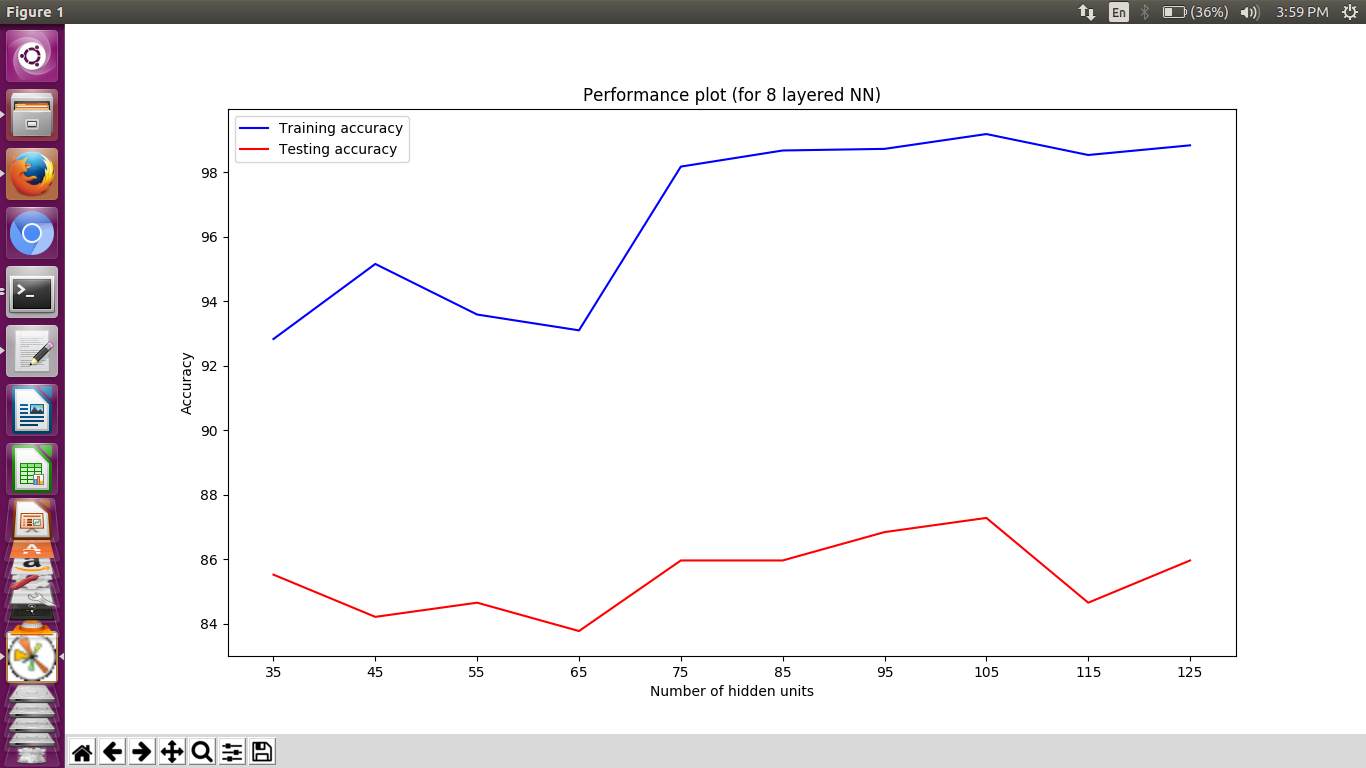 Figure 1
En
(36%)
3:59 PM
Performance plot (for 8 layered NN)
Training accuracy
Testing accuracy
Accuracy
98
96
94
92
90
88
86
84
35 45 55 65 75 85 95 105 115 125
Number of hidden units
>_
a